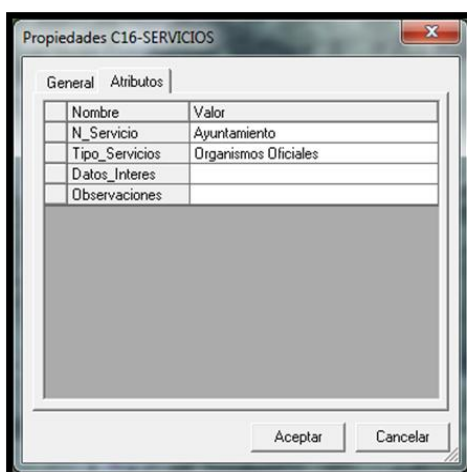 Propiedades C16-SERVICIOS
General Atributos
Nombre Valor
N_Servicio Ayuntamiento
Tipo_Servicios Organismos Oficiales
Datos_Interes
Observaciones
Aceptar Cancelar